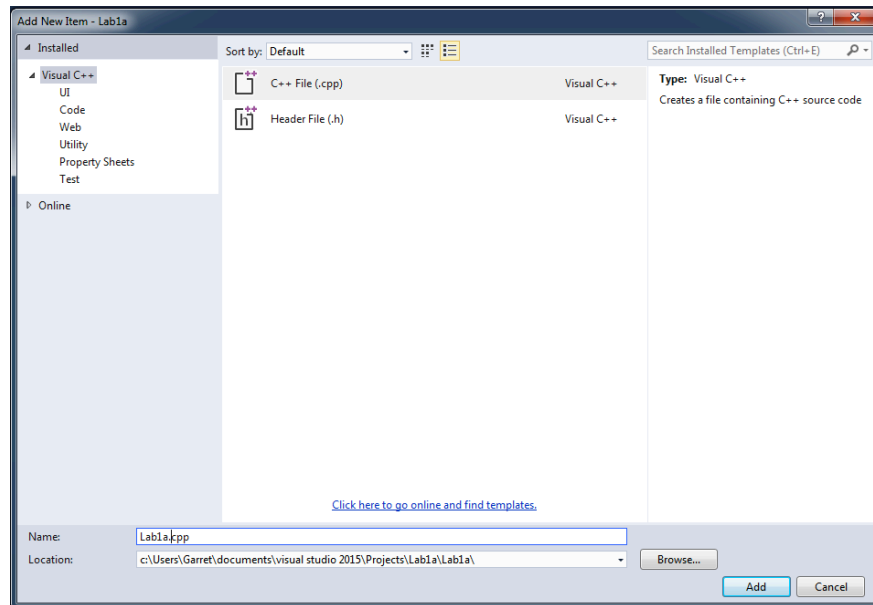 Add New Item - Lab1a
Installed
Sort by: Default
Search Installed Templates (Ctrl+E)
Visual C++
UI
Code
Web
Utility
Property Sheets
Test
Online
C++ File (.cpp) Visual C++
Header File (.h) Visual C++
Type: Visual C++
Creates a file containing C++ source code
Click here to go online and find templates.
Name: Lab1a.cpp
Location: c:\Users\Garret\documents\visual studio 2015\Projects\Lab1a\Lab1a\
Browse...
Add Cancel